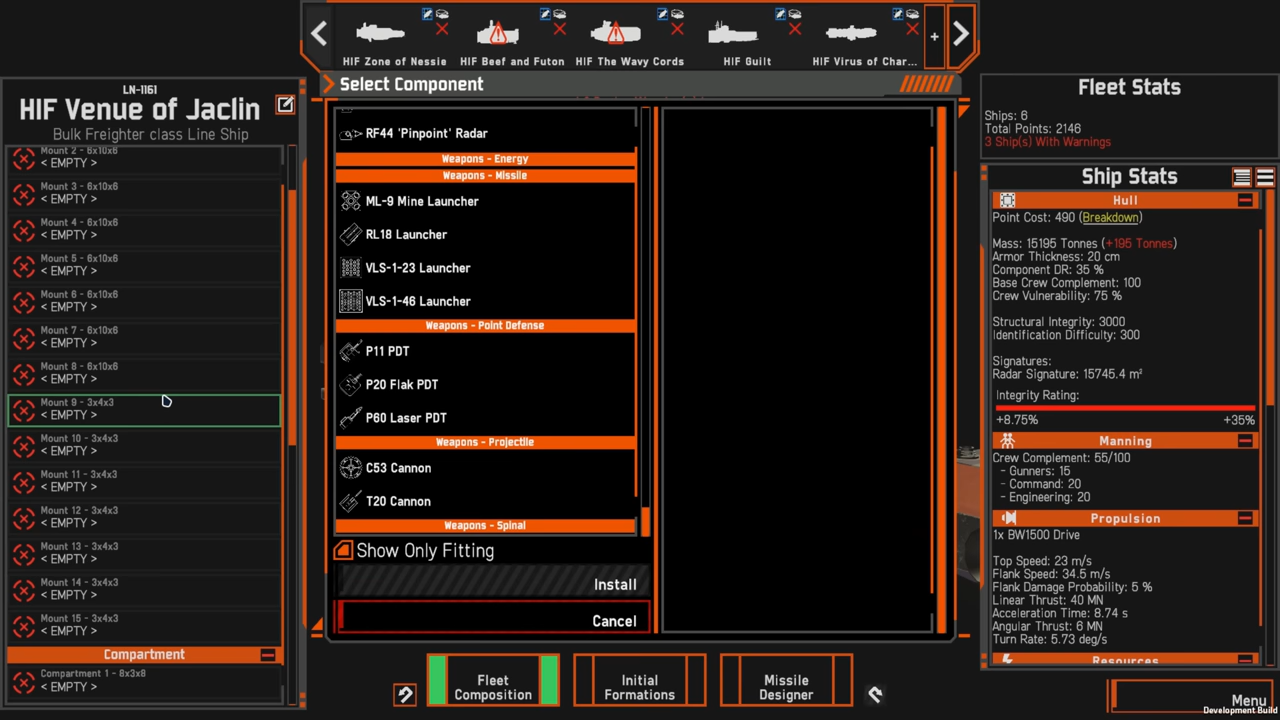 HIF Zone of Nessie
HIF Beef and Futon
HIF The Wavy Cords
HIF Guilt
HIF Virus of Char...
+
LN-1161
HIF Venue of Jaclin
Bulk Freighter class Line Ship
Mount 2 - 6x10x6
< EMPTY >
Mount 3 - 6x10x6
< EMPTY >
Mount 4 - 6x10x6
< EMPTY >
Mount 5 - 6x10x6
< EMPTY >
Mount 6 - 6x10x6
< EMPTY >
Mount 7 - 6x10x6
< EMPTY >
Mount 8 - 6x10x6
< EMPTY >
Mount 9 - 3x4x3
< EMPTY >
Mount 10 - 3x4x3
< EMPTY >
Mount 11 - 3x4x3
< EMPTY >
Mount 12 - 3x4x3
< EMPTY >
Mount 13 - 3x4x3
< EMPTY >
Mount 14 - 3x4x3
< EMPTY >
Mount 15 - 3x4x3
< EMPTY >
Compartment
Compartment 1 - 8x3x8
< EMPTY >
Select Component
RF44 'Pinpoint' Radar
Weapons - Energy
Weapons - Missile
ML-9 Mine Launcher
RL18 Launcher
VLS-1-23 Launcher
VLS-1-46 Launcher
Weapons - Point Defense
P11 PDT
P20 Flak PDT
P60 Laser PDT
Weapons - Projectile
C53 Cannon
T20 Cannon
Weapons - Spinal
Show Only Fitting
Install
Cancel
Fleet Composition
Initial Formations
Missile Designer
Fleet Stats
Ships: 6
Total Points: 2146
3 Ship(s) With Warnings
Ship Stats
Hull
Point Cost: 490 (Breakdown)
Mass: 15195 Tonnes (+195 Tonnes)
Armor Thickness: 20 cm
Component DR: 35 %
Base Crew Complement: 100
Crew Vulnerability: 75 %
Structural Integrity: 3000
Identification Difficulty: 300
Signatures:
Radar Signature: 15745.4 m²
Integrity Rating:
+8.75% +35%
Manning
Crew Complement: 55/100
- Gunners: 15
- Command: 20
- Engineering: 20
Propulsion
1x BW1500 Drive
Top Speed: 23 m/s
Flank Speed: 34.5 m/s
Flank Damage Probability: 5 %
Linear Thrust: 40 MN
Acceleration Time: 8.74 s
Angular Thrust: 6 MN
Turn Rate: 5.73 deg/s
Resources
Menu
Development Build